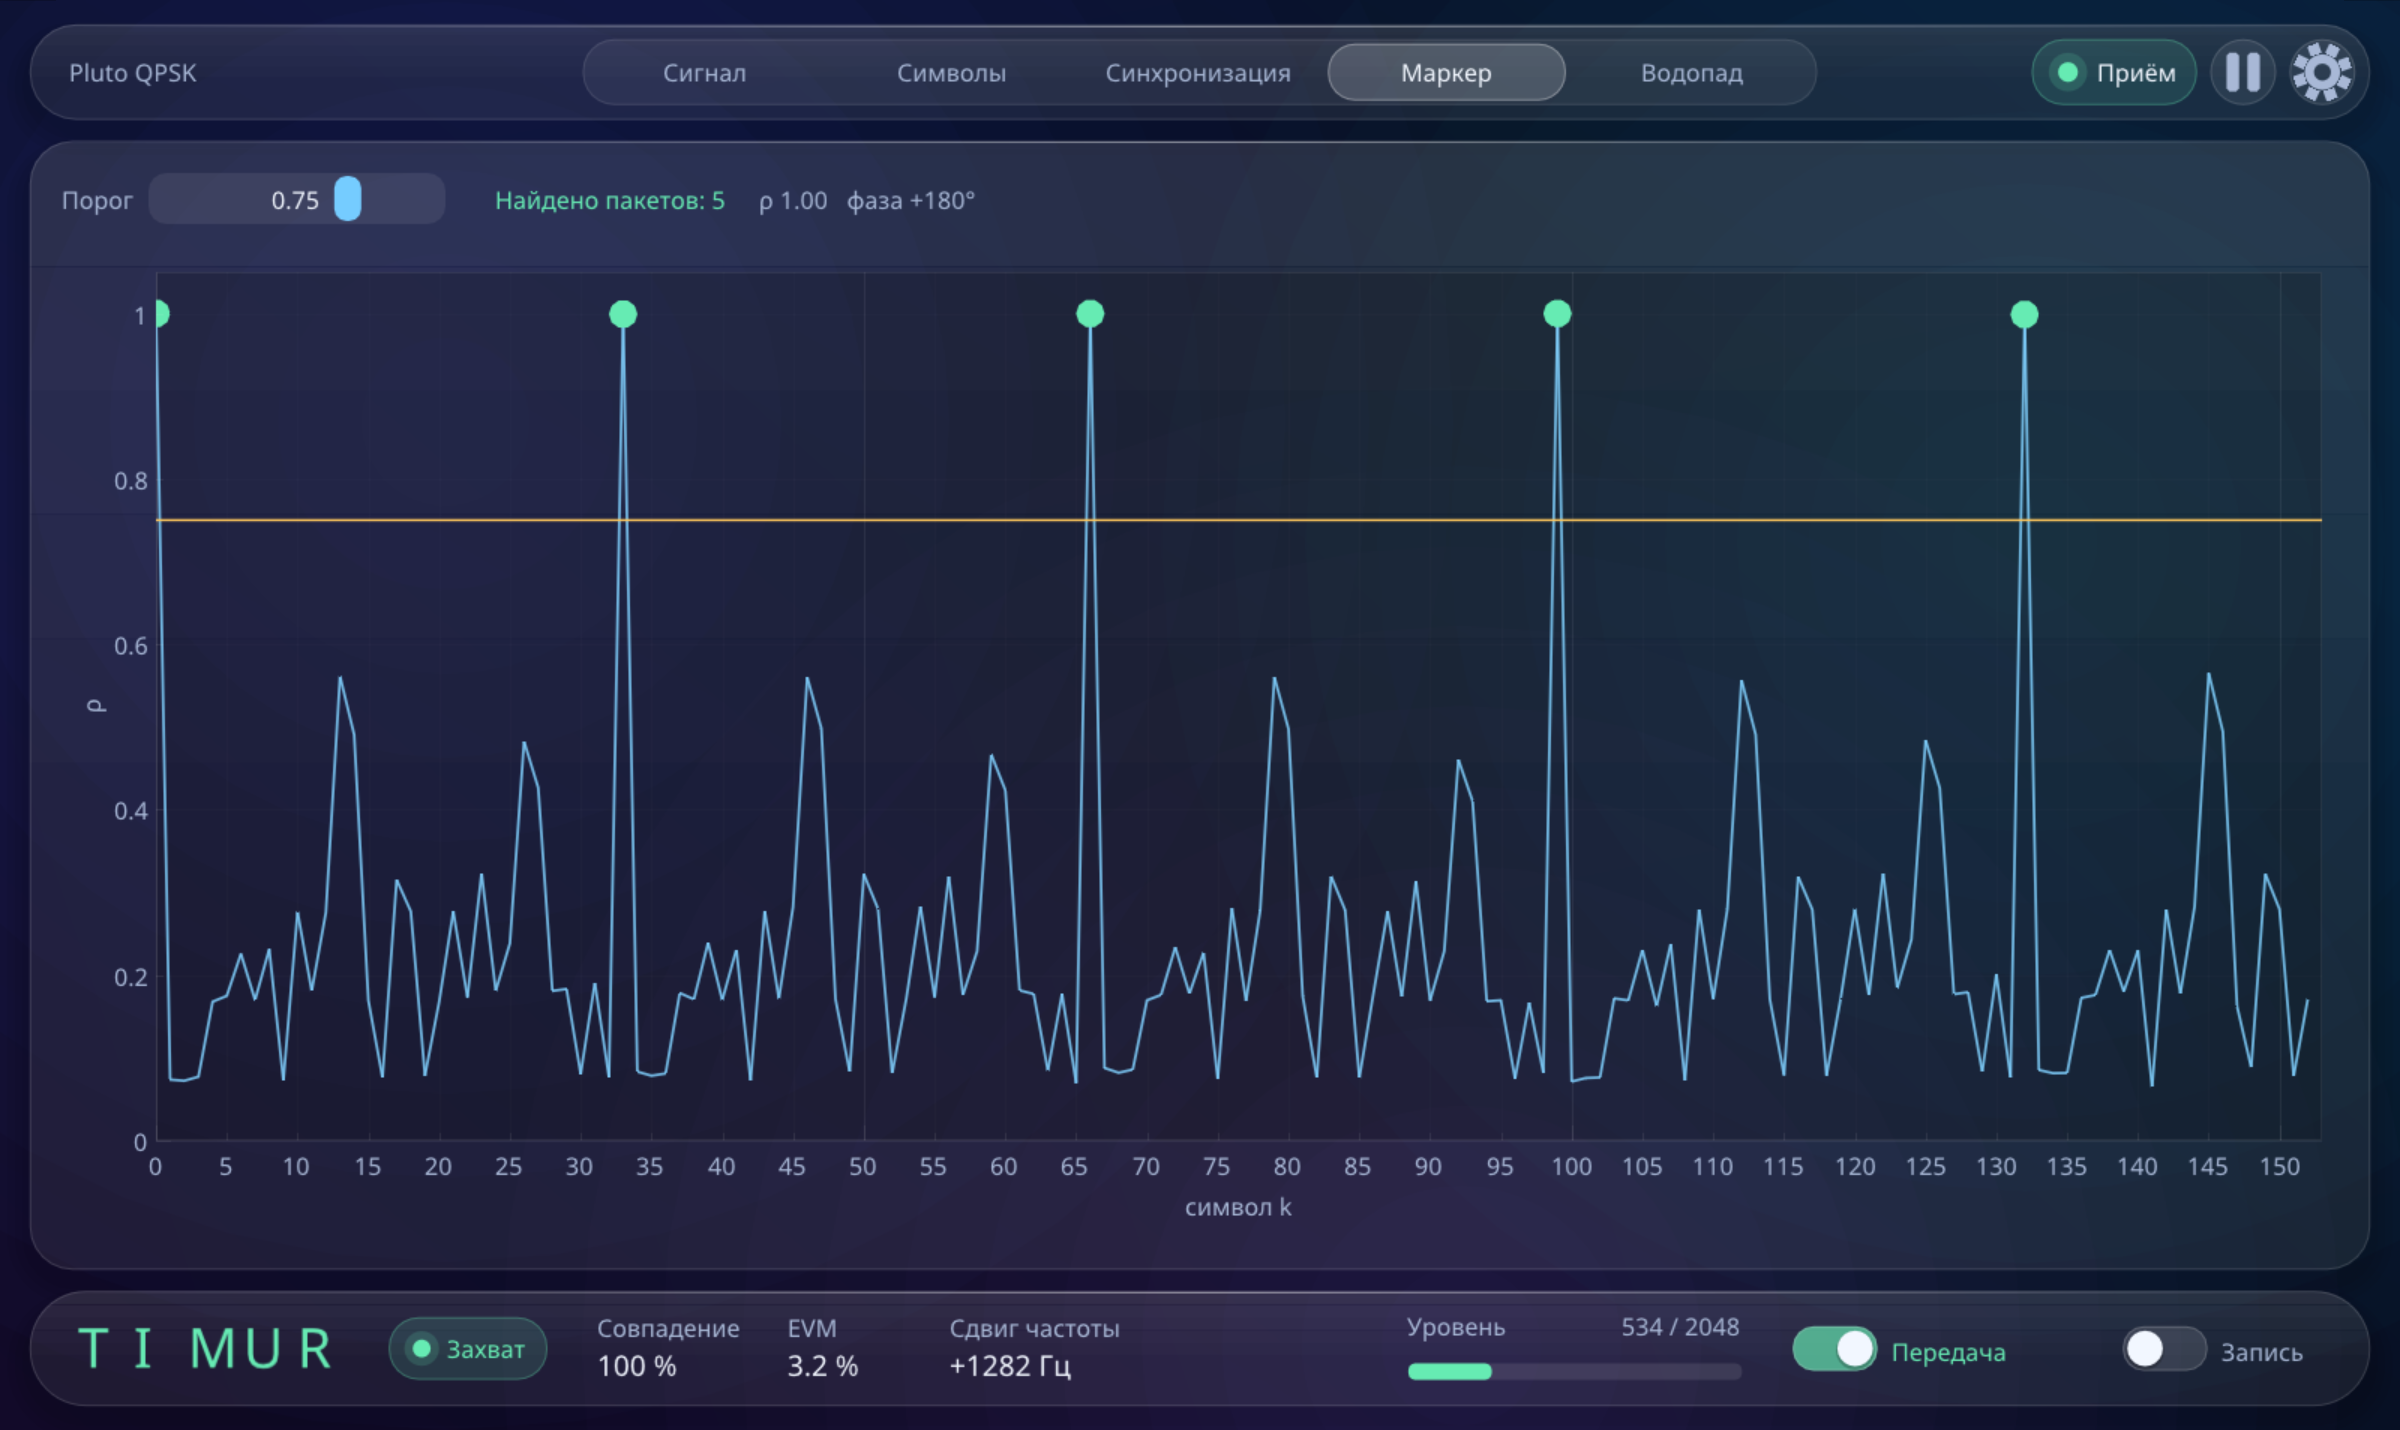 Pluto QPSK
Сигнал Символы Синхронизация Маркер Водопад
Приём
Порог 0.75 Найдено пакетов: 5 ρ 1.00 фаза +180°
1
0.8
0.6
ρ
0.4
0.2
0
0 5 10 15 20 25 30 35 40 45 50 55 60 65 70 75 80 85 90 95 100 105 110 115 120 125 130 135 140 145 150
символ k
TI MUR
Захват
Совпадение EVM Сдвиг частоты Уровень 534 / 2048
100 % 3.2 % +1282 Гц
Передача Запись